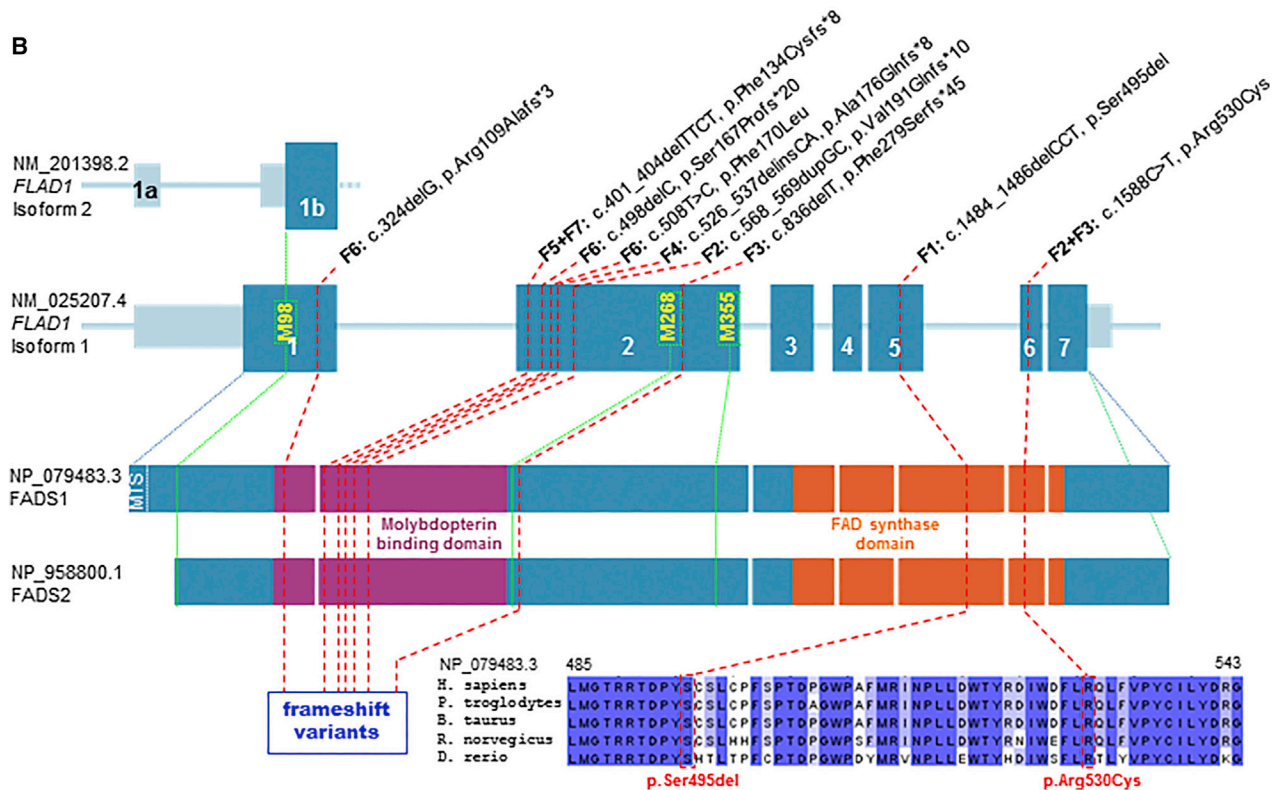 B
NM_201398.2
FLAD1
Isoform 2
1a
1b
F6: c.324delG, p.Arg109Alafs*3
F5+F7: c.401_404delTTCT, p.Phe134Cysfs*8
F6: c.498delC, p.Ser167Profs*20
F6: c.508T>C, p.Phe170Leu
F4: c.526_537delinsCA, p.Ala176Glnfs*8
F2: c.568_569dupGC, p.Val191Glnfs*10
F3: c.836delT, p.Phe279Serfs*45
F1: c.1484_1486delCCT, p.Ser495del
F2+F3: c.1588C>T, p.Arg530Cys
NM_025207.4
FLAD1
Isoform 1
M98
1
2
M268
M355
3
4
5
6
7
NP_079483.3
FADS1
MTS
Molybdopterin
binding domain
FAD synthase
domain
NP_958800.1
FADS2
frameshift
variants
NP_079483.3 485 543
H. sapiens LMGTRRTDPYSCSLCPFSPTDPGWPAFMRINPLLDWTYRDIWDFLRQLFVPYCILYDRG
P. troglodytes LMGTRRTDPYSCSLCPFSPTDAGWPAFMRINPLLDWTYRDIWDFLRQLFVPYCILYDRG
B. taurus LMGTRRTDPYSCSLCPFSPTDPGWPAFMRINPLLDWTYRDIWDFLRQLFVPYCILYDRG
R. norvegicus LMGTRRTDPYSCSLHHFSPTDPGWPSFMRINPLLDWTYRNIWEFLRQLFVPYCILYDRG
D. rerio LMGTRRTDPYSHTLTPFCPTDPGWPDYMRVNPLLEWTYHDIWSFLRTLYVPYCILYDKG
p.Ser495del
p.Arg530Cys